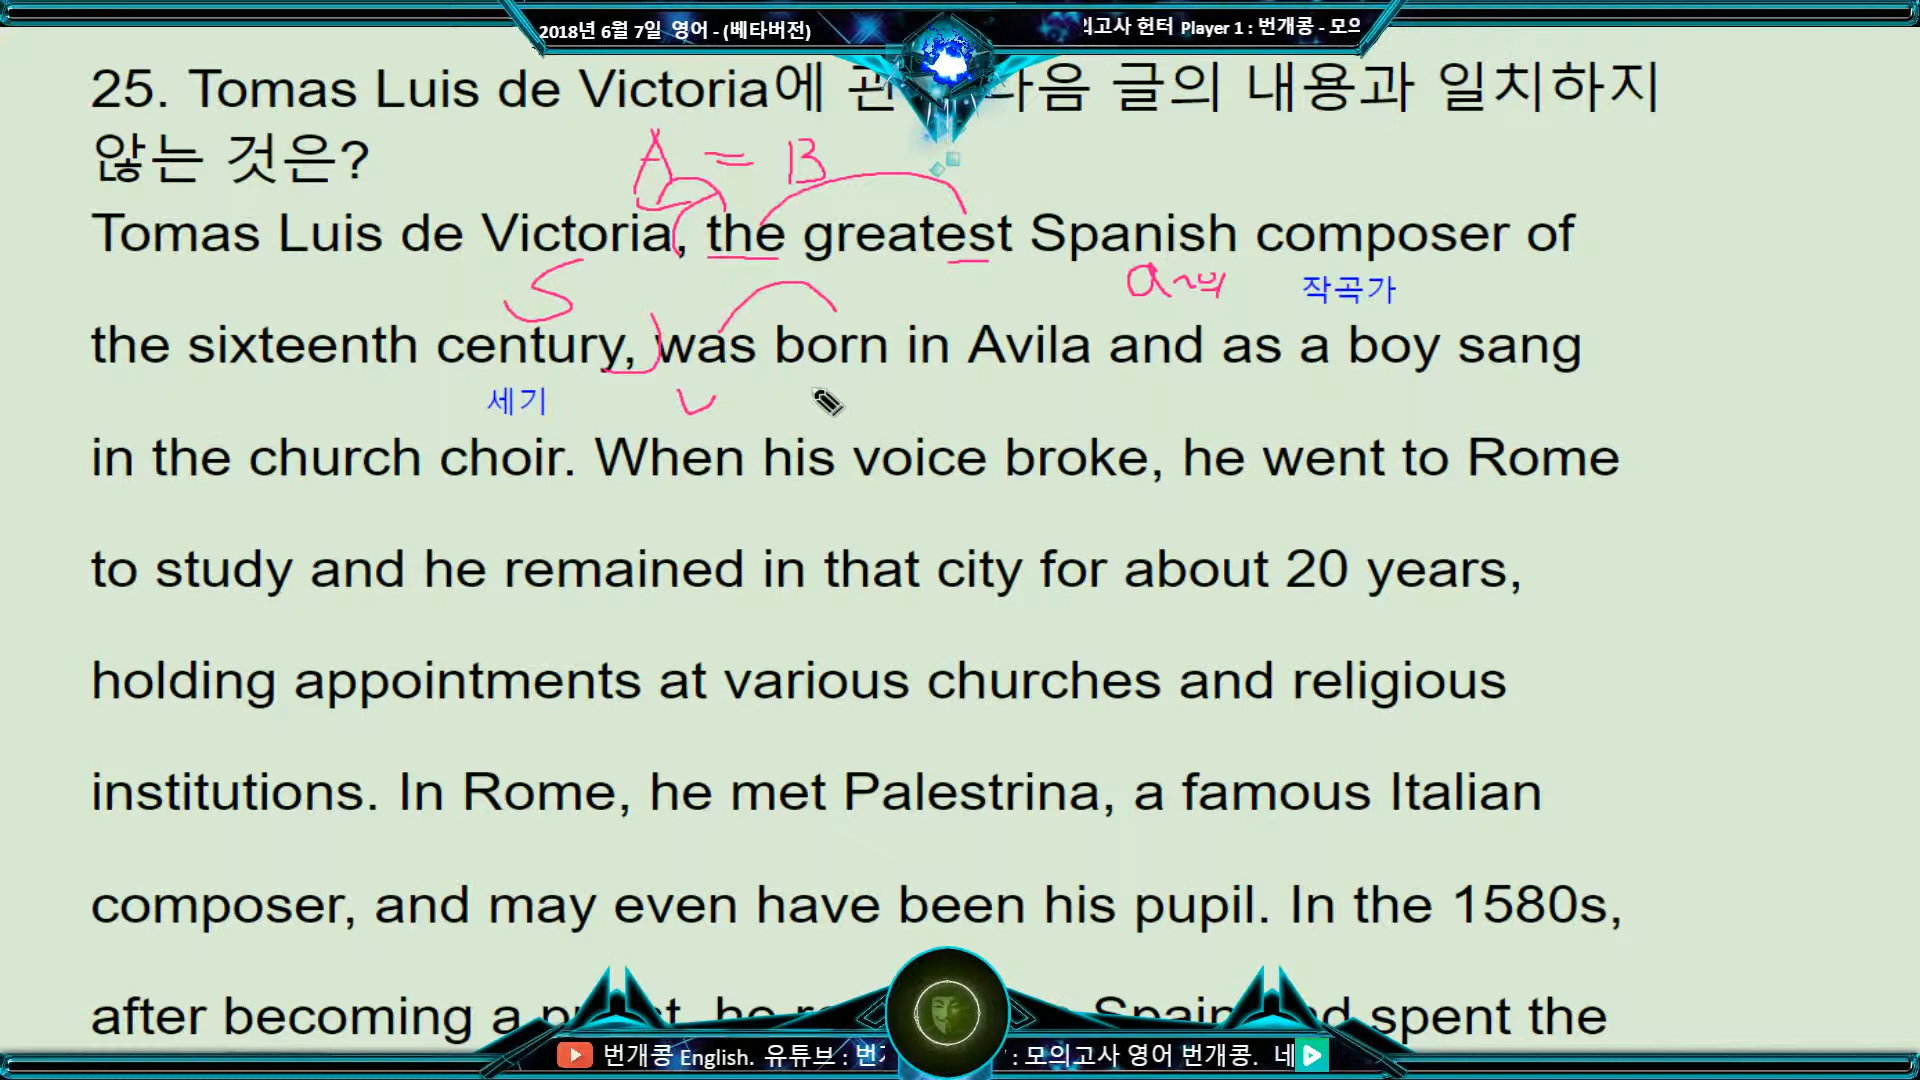 2018년 6월 7일 영어 - (베타버전)
고사 헌터 Player 1 : 번개콩 - 모의
25. Tomas Luis de Victoria에 관 다음 글의 내용과 일치하지
않는 것은?
A = B
Tomas Luis de Victoria, the greatest Spanish composer of
S a ~의 작곡가
the sixteenth century, was born in Avila and as a boy sang
세기 V
in the church choir. When his voice broke, he went to Rome
to study and he remained in that city for about 20 years,
holding appointments at various churches and religious
institutions. In Rome, he met Palestrina, a famous Italian
composer, and may even have been his pupil. In the 1580s,
after becoming a he Spain spent the
번개콩 English. 유튜브 : : 모의고사 영어 번개콩. 네